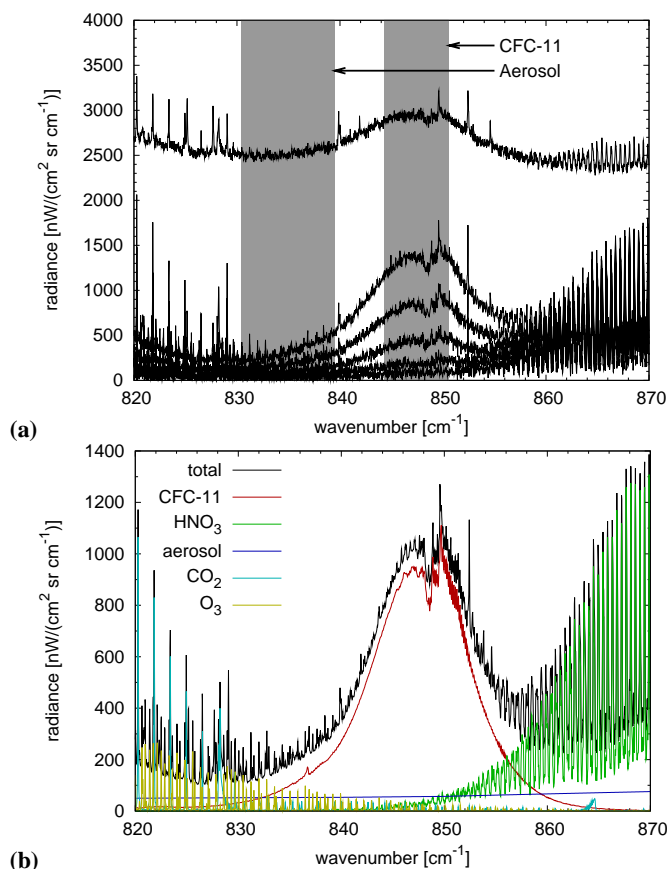 4000
3500
3000
2500
2000
1500
1000
500
0
radiance [nW/(cm² sr cm⁻¹)]
CFC-11
Aerosol
820 830 840 850 860 870
wavenumber [cm⁻¹]
(a)
1400
1200
1000
800
600
400
200
0
radiance [nW/(cm² sr cm⁻¹)]
total
CFC-11
HNO₃
aerosol
CO₂
O₃
820 830 840 850 860 870
wavenumber [cm⁻¹]
(b)